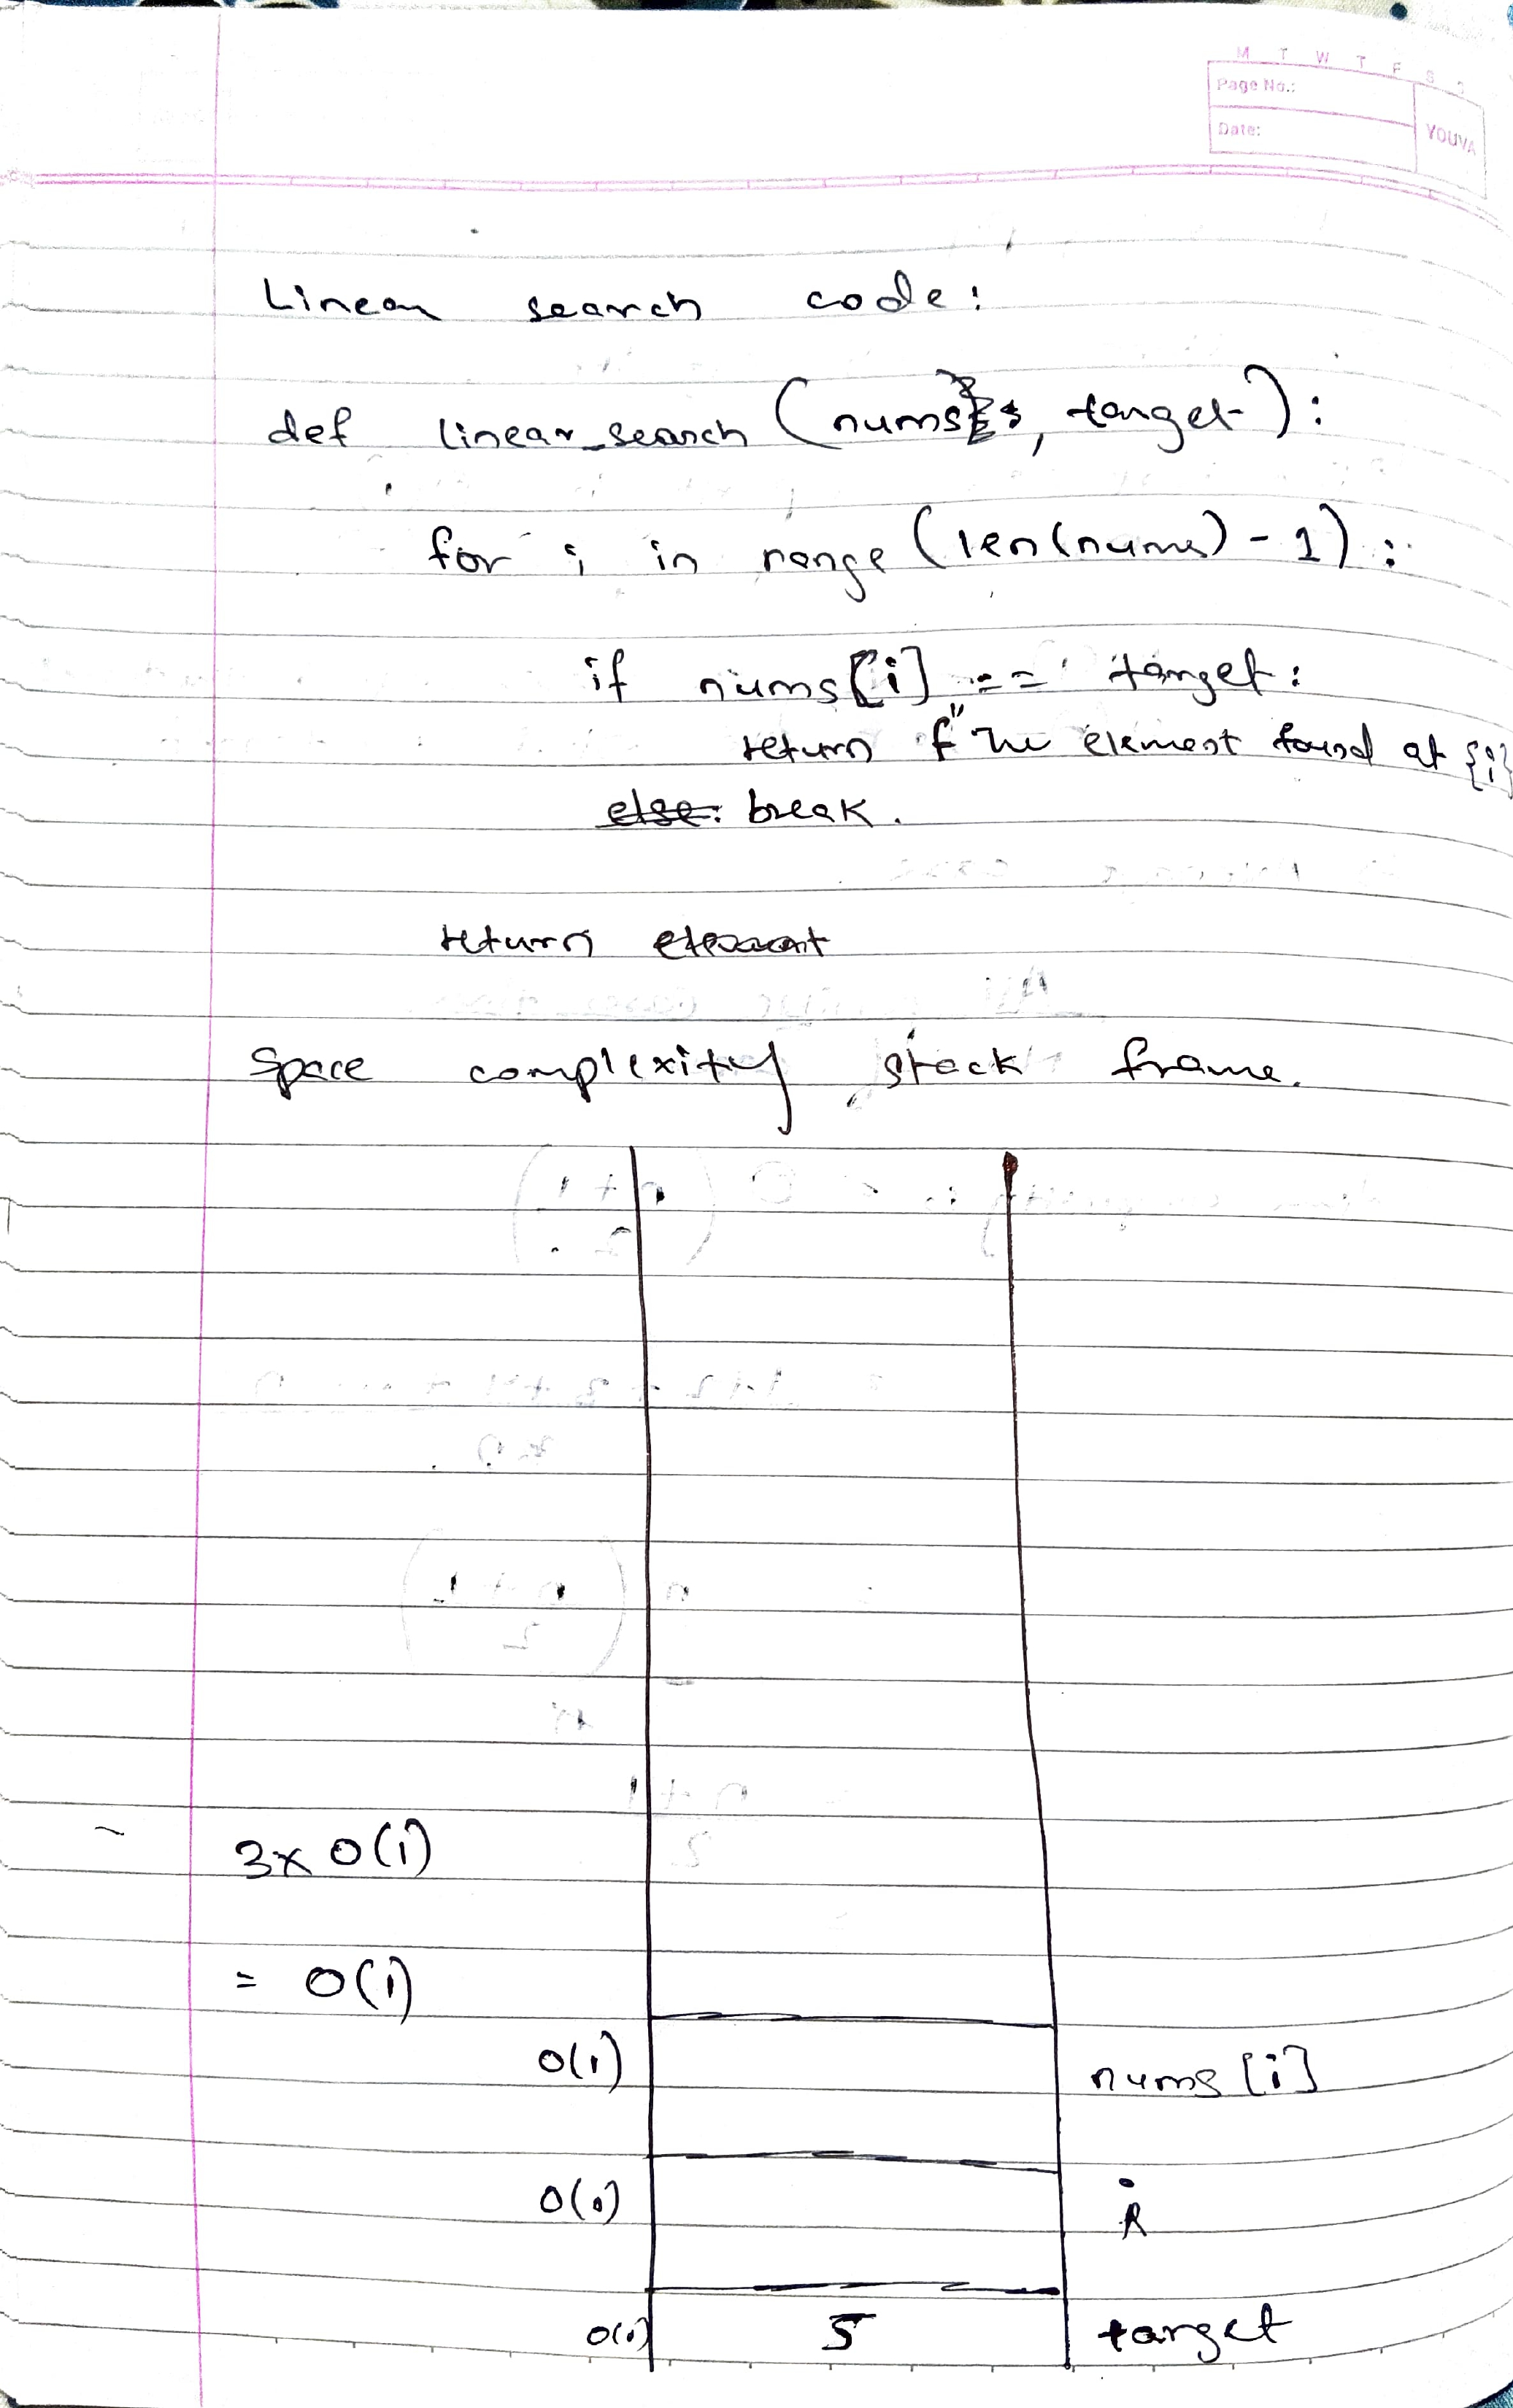 M T W T F S S
Page No.:
Date:
YOUVA
Linear search code:
def linear_search (nums, target):
for i in range (len(nums) - 1):
if nums[i] == target:
return f"The element found at {i}
else: break.
return element
Space complexity stack frame.
3x O(1)
= O(1)
O(1) nums [i]
O(1) i
O(1) 5 target